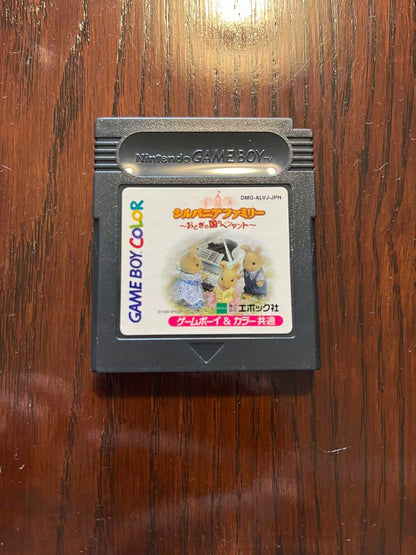 Nintendo GAME BOY™
DMG-ALVJ-JPN
シルバニアファミリー
～おとぎの国のペンダント～
GAME BOY COLOR
エポック社
ゲームボーイ & カラー共通